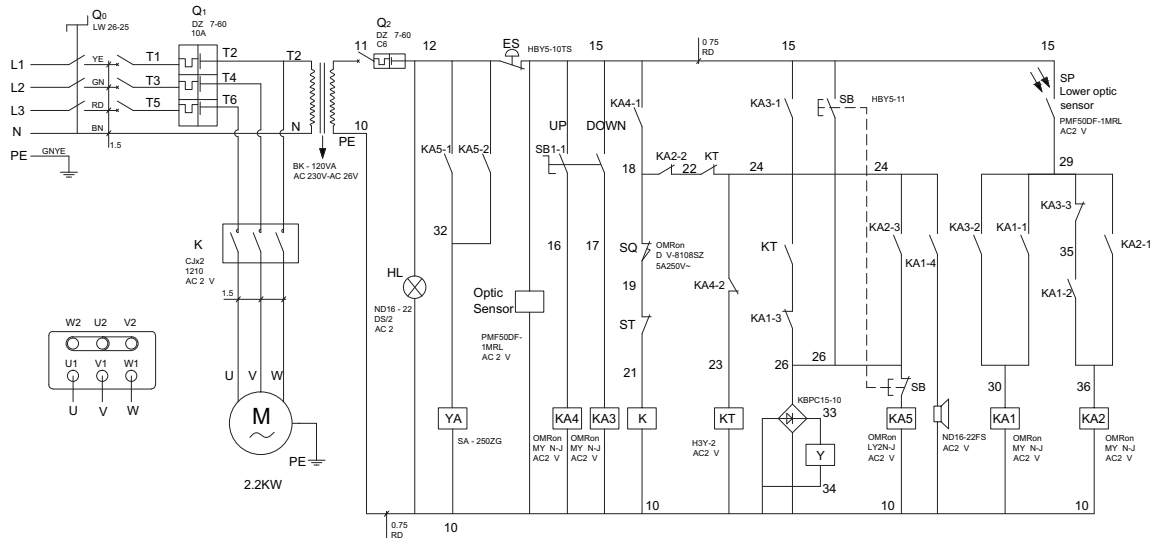 Q0
LW 26-25
Q1
DZ 7-60
10A
L1
L2
L3
N
PE
YE
GN
RD
BN
GNYE
1.5
T1
T3
T5
T2
T4
T6
T2
N
PE
BK - 120VA
AC 230V-AC 26V
11
Q2
DZ 7-60
C6
10
12
ES
HBY5-10TS
15
0 75
RD
15
15
K
CJx2
1210
AC 2 V
1.5
U V W
M
PE
2.2KW
W2 U2 V2
U1 V1 W1
U V W
HL
ND16 - 22
DS/2
AC 2
KA5-1
KA5-2
32
YA
SA - 250ZG
Optic
Sensor
PMF50DF-
1MRL
AC 2 V
UP
DOWN
SB1-1
16
17
KA4
OMRon
MY N-J
AC2 V
KA3
OMRon
MY N-J
AC2 V
KA4-1
18
SQ
OMRon
D V-8108SZ
5A250V~
19
ST
21
K
KA2-2
22
KT
24
KA4-2
23
KT
H3Y-2
AC2 V
KA3-1
KT
KA1-3
26
KBPC15-10
33
Y
34
SB
HBY5-11
24
26
KA2-3
KA1-4
SB
KA5
OMRon
LY2N-J
AC2 V
ND16-22FS
AC2 V
SP
Lower optic
sensor
PMF50DF-1MRL
AC2 V
29
KA3-2
KA1-1
KA3-3
35
KA1-2
KA2-1
30
36
KA1
OMRon
MY N-J
AC2 V
KA2
OMRon
MY N-J
AC2 V
0.75
RD
10
10
10
10